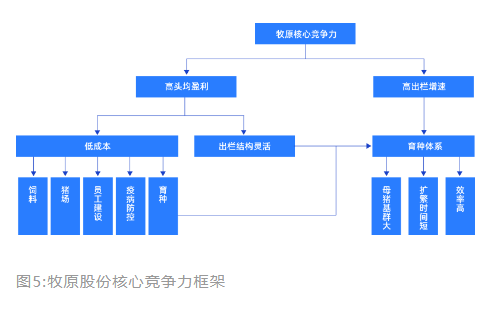 牧原核心竞争力
高头均盈利
高出栏增速
低成本
出栏结构灵活
育种体系
饲料
猪场
员工建设
疫病防控
育种
母猪基群大
扩繁时间短
效率高
图5:牧原股份核心竞争力框架